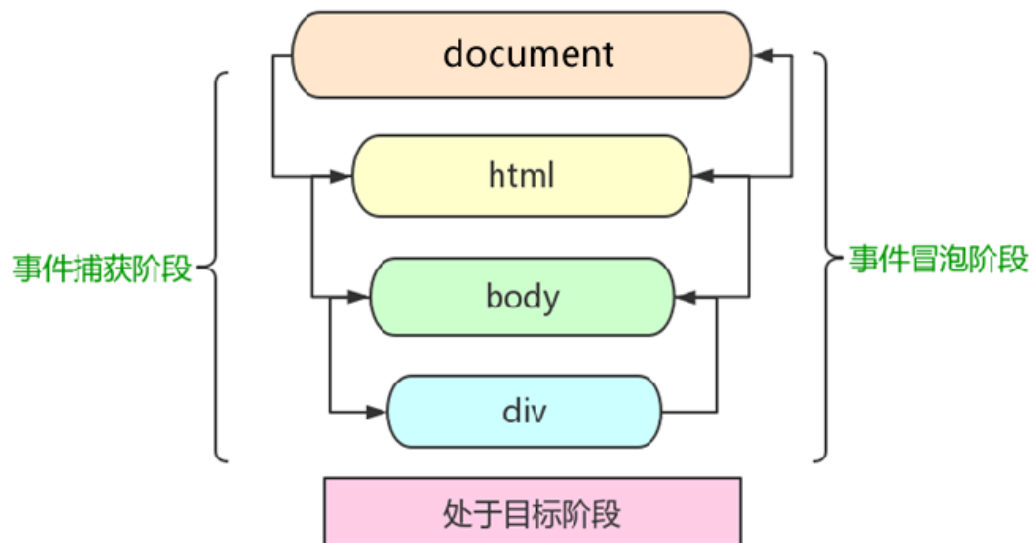 document
html
事件捕获阶段
事件冒泡阶段
body
div
处于目标阶段